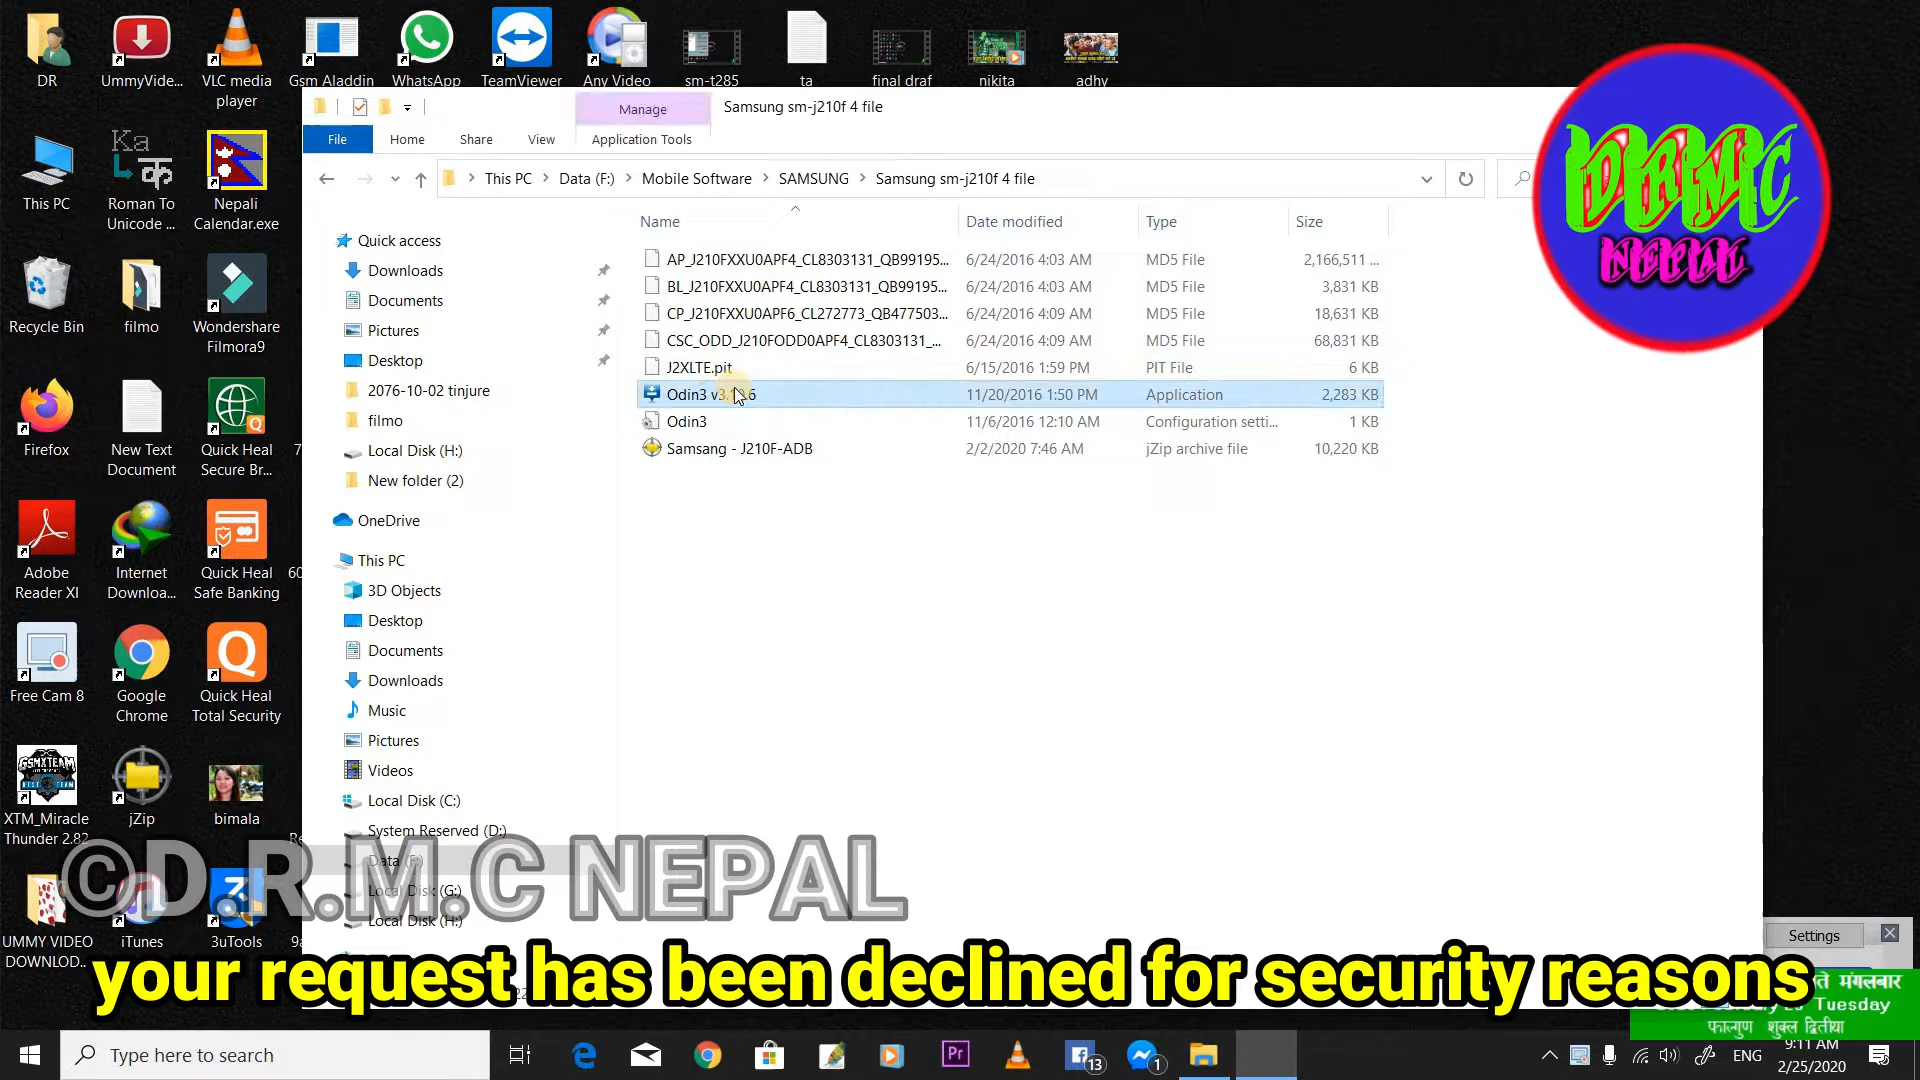 DR
UmmyVide...
VLC media
player
Gsm Aladdin
WhatsApp
TeamViewer
Any Video
sm-t285
ta
final draf
nikita
adhy
Manage
Samsung sm-j210f 4 file
File
Home
Share
View
Application Tools
This PC
Data (F:)
Mobile Software
SAMSUNG
Samsung sm-j210f 4 file
DRMC
NEPAL
This PC
Roman To
Unicode ...
Nepali
Calendar.exe
Name
Date modified
Type
Size
AP_J210FXXU0APF4_CL8303131_QB99195... 6/24/2016 4:03 AM MD5 File 2,166,511 ...
BL_J210FXXU0APF4_CL8303131_QB99195... 6/24/2016 4:03 AM MD5 File 3,831 KB
CP_J210FXXU0APF6_CL272773_QB477503... 6/24/2016 4:09 AM MD5 File 18,631 KB
CSC_ODD_J210FODD0APF4_CL8303131_... 6/24/2016 4:09 AM MD5 File 68,831 KB
J2XLTE.pit 6/15/2016 1:59 PM PIT File 6 KB
Odin3 11/20/2016 1:50 PM Application 2,283 KB
Odin3 11/6/2016 12:10 AM Configuration setti... 1 KB
Samsang - J210F-ADB 2/2/2020 7:46 AM jZip archive file 10,220 KB
Quick access
Downloads
Documents
Pictures
Desktop
2076-10-02 tinjure
filmo
Local Disk (H:)
New folder (2)
OneDrive
This PC
3D Objects
Desktop
Documents
Downloads
Music
Pictures
Videos
Local Disk (C:)
System Reserved (D:)
Data (F:)
Local Disk (G:)
Local Disk (H:)
Recycle Bin
filmo
Wondershare
Filmora9
Firefox
New Text
Document
Quick Heal
Secure Br...
Adobe
Reader XI
Internet
Downloa...
Quick Heal
Safe Banking
Free Cam 8
Google
Chrome
Quick Heal
Total Security
XTM_Miracle
Thunder 2.82
jZip
bimala
UMMY VIDEO
DOWNLOD...
iTunes
3uTools
©D.R.M.C NEPAL
Settings
your request has been declined for security reasons
मंगलबार
Tuesday
फाल्गुण शुक्ल द्वितीया
Type here to search
Pr
13
1
ENG
9:11 AM
2/25/2020